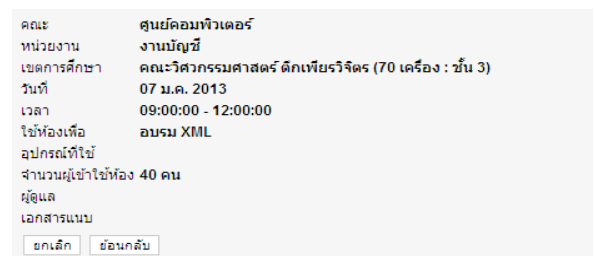 คณะ ศูนย์คอมพิวเตอร์
หน่วยงาน งานบัญชี
เขตการศึกษา คณะวิศวกรรมศาสตร์ ตึกเพียรวิจิตร (70 เครื่อง : ชั้น 3)
วันที่ 07 ม.ค. 2013
เวลา 09:00:00 - 12:00:00
ใช้ห้องเพื่อ อบรม XML
อุปกรณ์ที่ใช้
จำนวนผู้เข้าใช้ห้อง 40 คน
ผู้ดูแล
เอกสารแนบ
ยกเลิก ย้อนกลับ